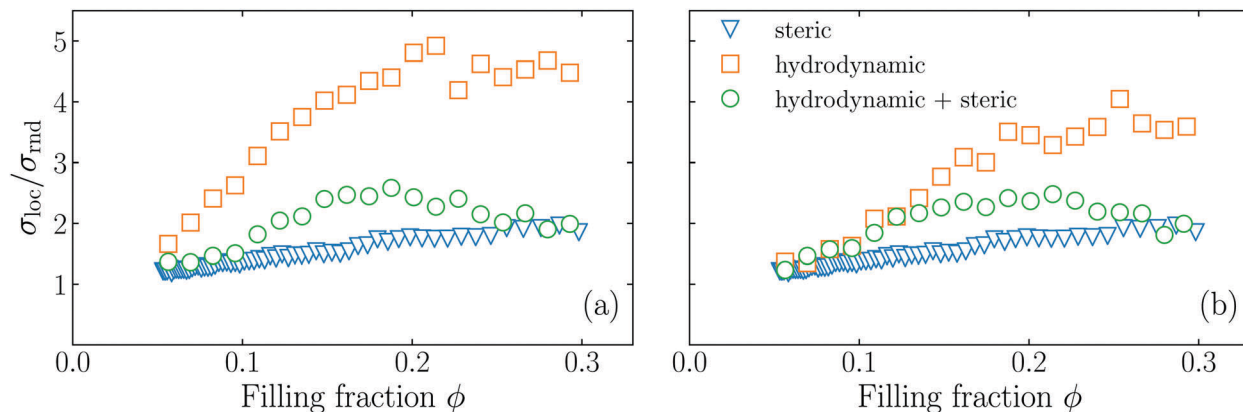 5
4
3
2
1
σ_loc/σ_rnd
0.0
0.1
0.2
0.3
Filling fraction ϕ
(a)
steric
hydrodynamic
hydrodynamic + steric
0.0
0.1
0.2
0.3
Filling fraction ϕ
(b)